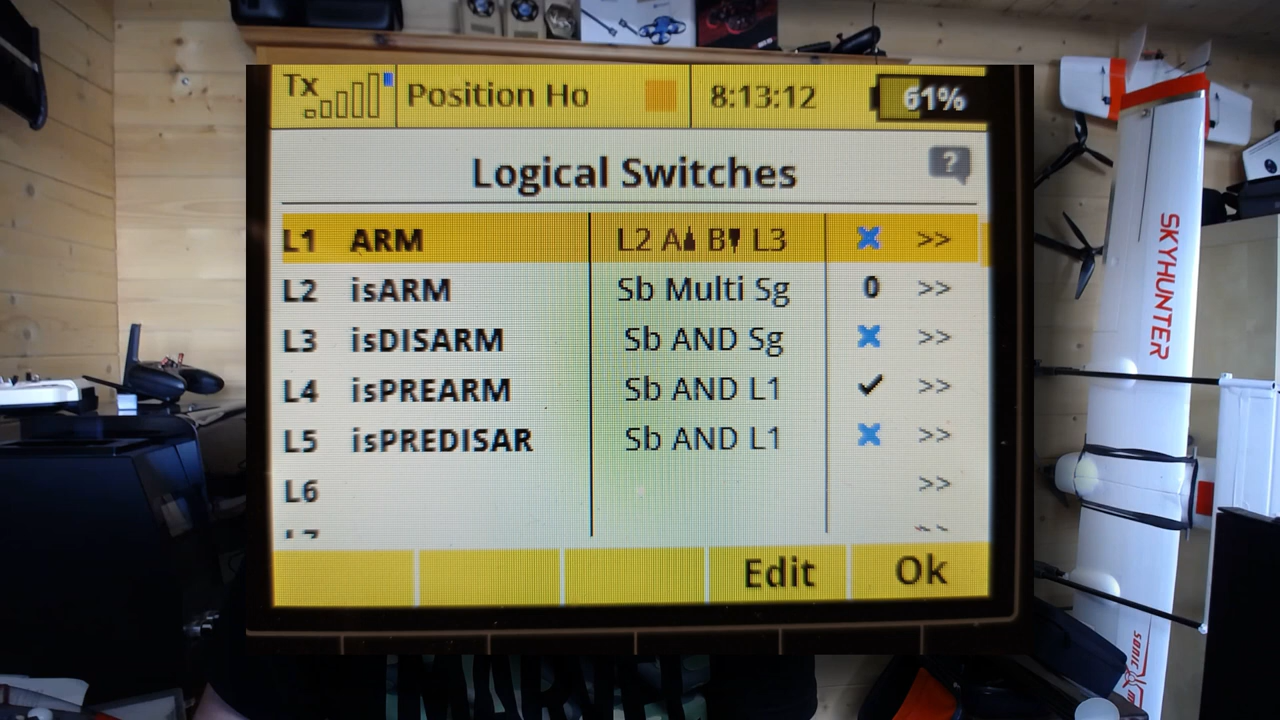 Tx Position Ho 8:13:12 61%
Logical Switches ?
L1 ARM L2 A B L3 >>
L2 isARM Sb Multi Sg 0 >>
L3 isDISARM Sb AND Sg >>
L4 isPREARM Sb AND L1 >>
L5 isPREDISAR Sb AND L1 >>
L6 >>
Edit Ok
SKYHUNTER
SONIC
MARVEL